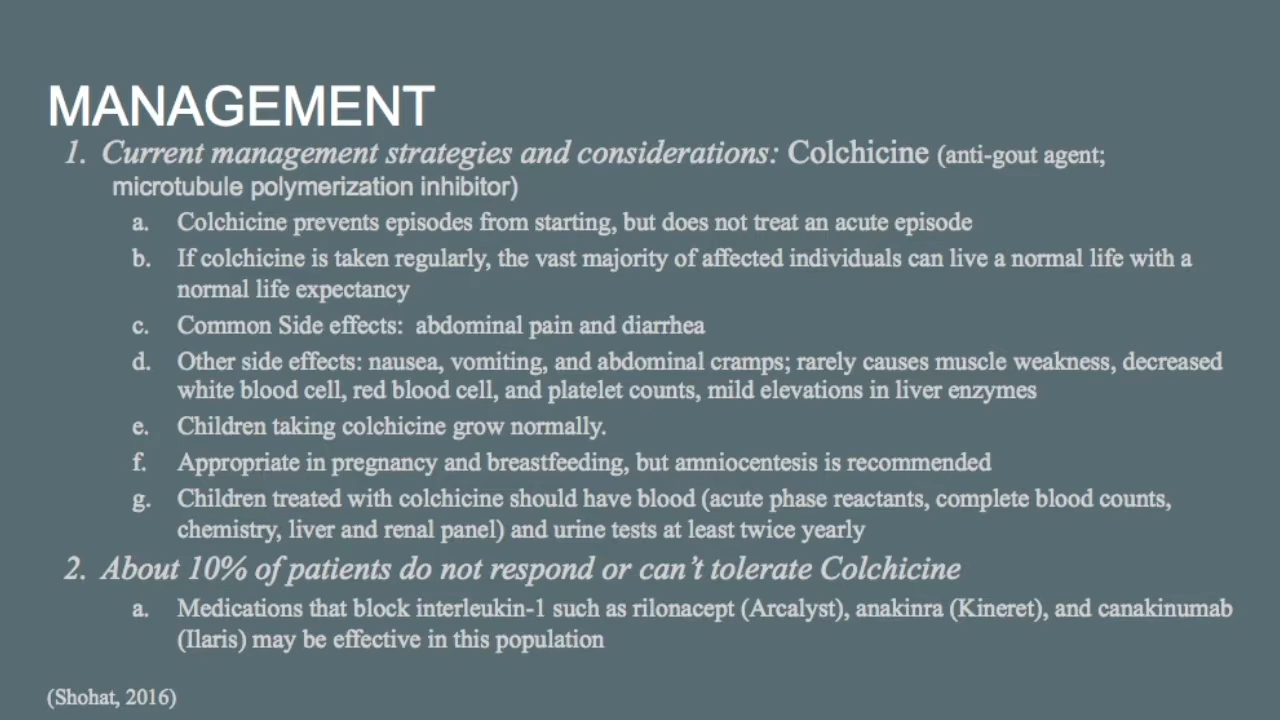 MANAGEMENT
1. Current management strategies and considerations: Colchicine (anti-gout agent;
microtubule polymerization inhibitor)
a. Colchicine prevents episodes from starting, but does not treat an acute episode
b. If colchicine is taken regularly, the vast majority of affected individuals can live a normal life with a
normal life expectancy
c. Common Side effects: abdominal pain and diarrhea
d. Other side effects: nausea, vomiting, and abdominal cramps; rarely causes muscle weakness, decreased
white blood cell, red blood cell, and platelet counts, mild elevations in liver enzymes
e. Children taking colchicine grow normally.
f. Appropriate in pregnancy and breastfeeding, but amniocentesis is recommended
g. Children treated with colchicine should have blood (acute phase reactants, complete blood counts,
chemistry, liver and renal panel) and urine tests at least twice yearly
2. About 10% of patients do not respond or can’t tolerate Colchicine
a. Medications that block interleukin-1 such as rilonacept (Arcalyst), anakinra (Kineret), and canakinumab
(Ilaris) may be effective in this population
(Shohat, 2016)